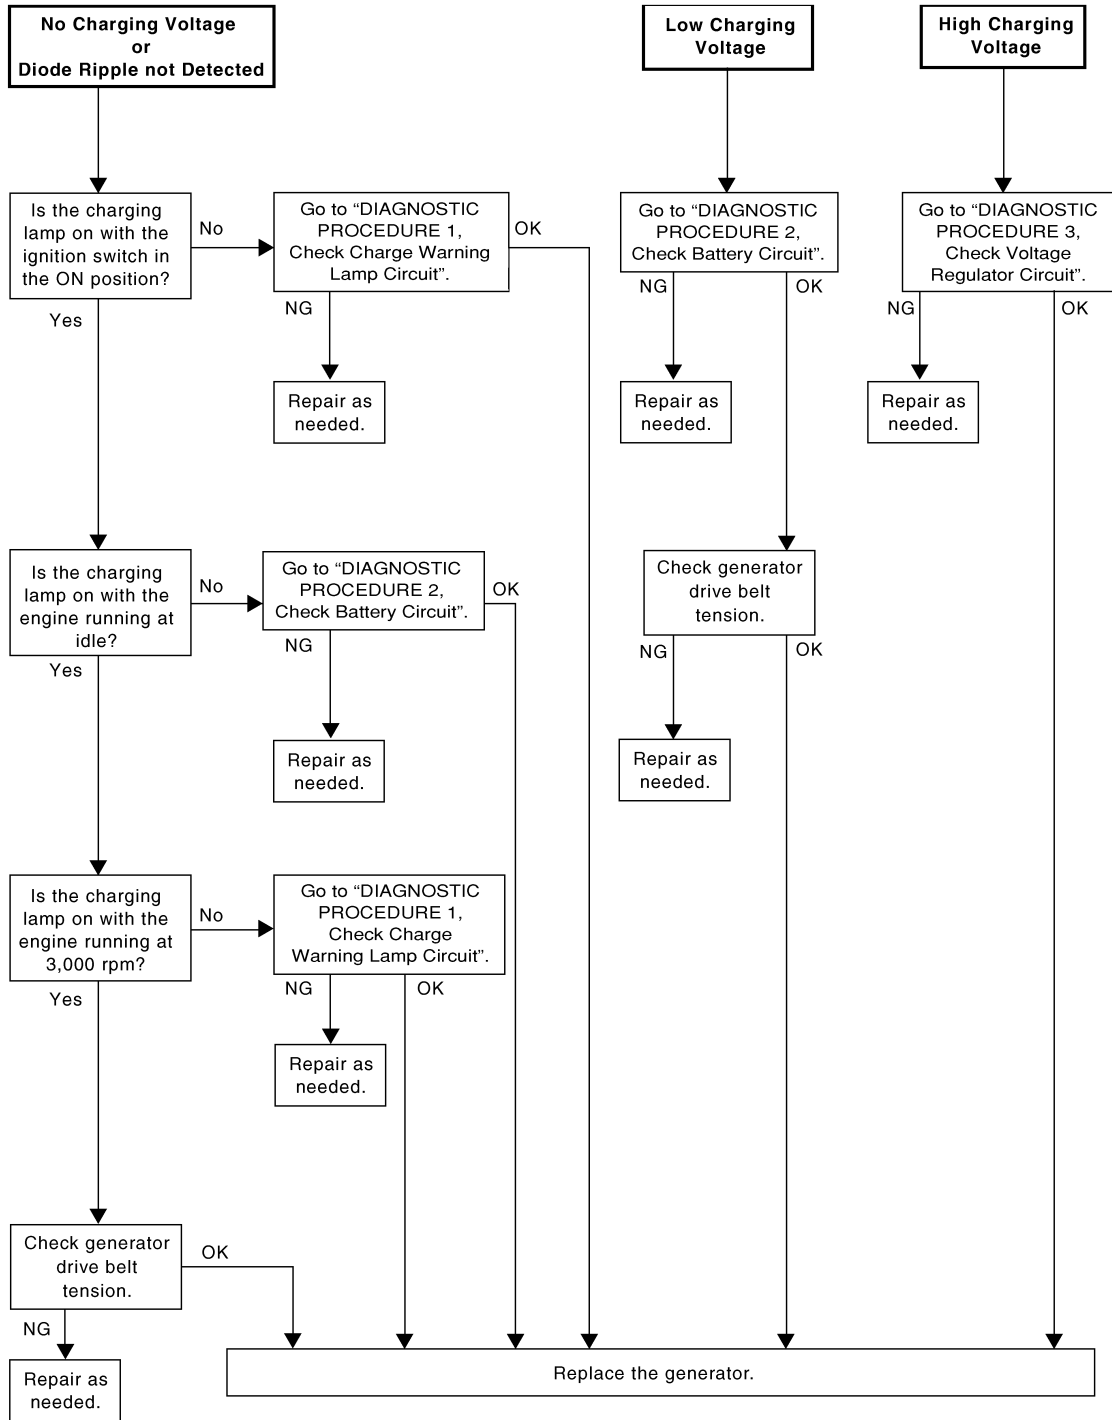 No Charging Voltage
or
Diode Ripple not Detected
Low Charging
Voltage
High Charging
Voltage
Is the charging
lamp on with the
ignition switch in
the ON position?
No
Go to “DIAGNOSTIC
PROCEDURE 1,
Check Charge Warning
Lamp Circuit”.
OK
Go to “DIAGNOSTIC
PROCEDURE 2,
Check Battery Circuit”.
Go to “DIAGNOSTIC
PROCEDURE 3,
Check Voltage
Regulator Circuit”.
Yes
NG
NG
OK
NG
OK
Repair as
needed.
Repair as
needed.
Repair as
needed.
Is the charging
lamp on with the
engine running at
idle?
No
Go to “DIAGNOSTIC
PROCEDURE 2,
Check Battery Circuit”.
OK
Check generator
drive belt
tension.
Yes
NG
NG
OK
Repair as
needed.
Repair as
needed.
Is the charging
lamp on with the
engine running at
3,000 rpm?
No
Go to “DIAGNOSTIC
PROCEDURE 1,
Check Charge
Warning Lamp Circuit”.
Yes
NG
OK
Repair as
needed.
Check generator
drive belt
tension.
OK
NG
Repair as
needed.
Replace the generator.